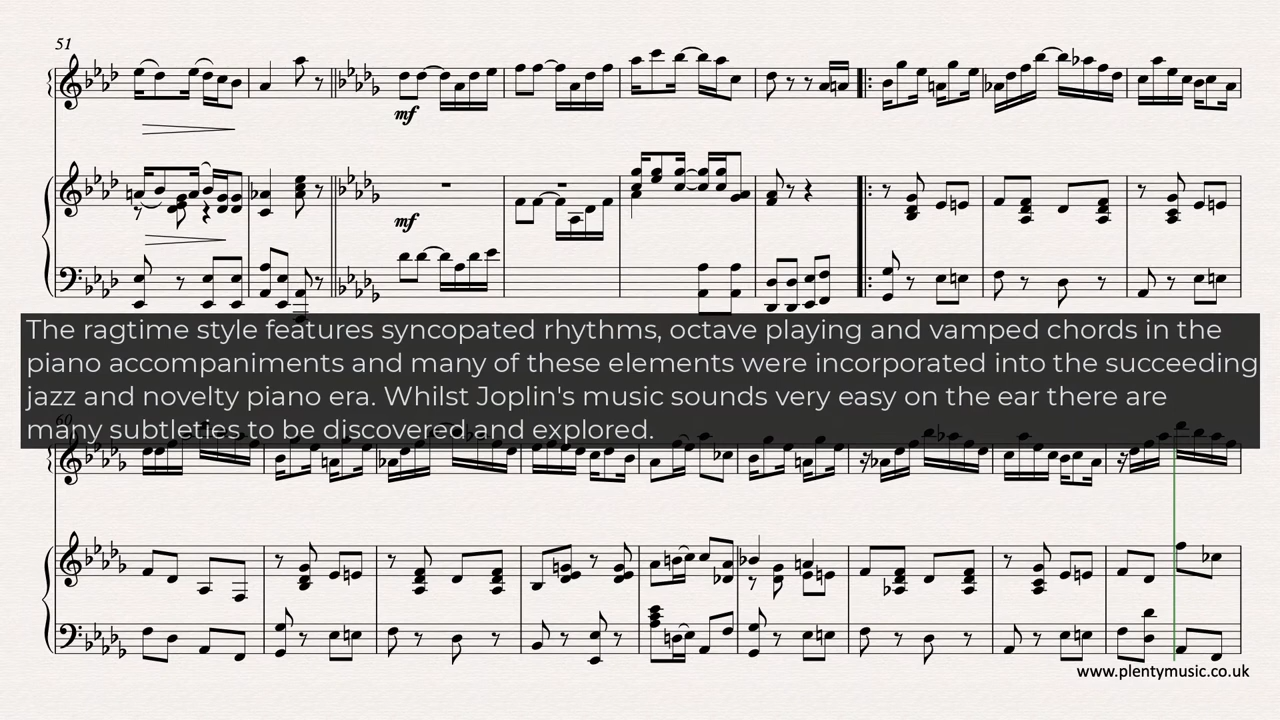 51
mf
mf
The ragtime style features syncopated rhythms, octave playing and vamped chords in the
piano accompaniments and many of these elements were incorporated into the succeeding
jazz and novelty piano era. Whilst Joplin's music sounds very easy on the ear there are
many subtleties to be discovered and explored.
60
www.plentymusic.co.uk